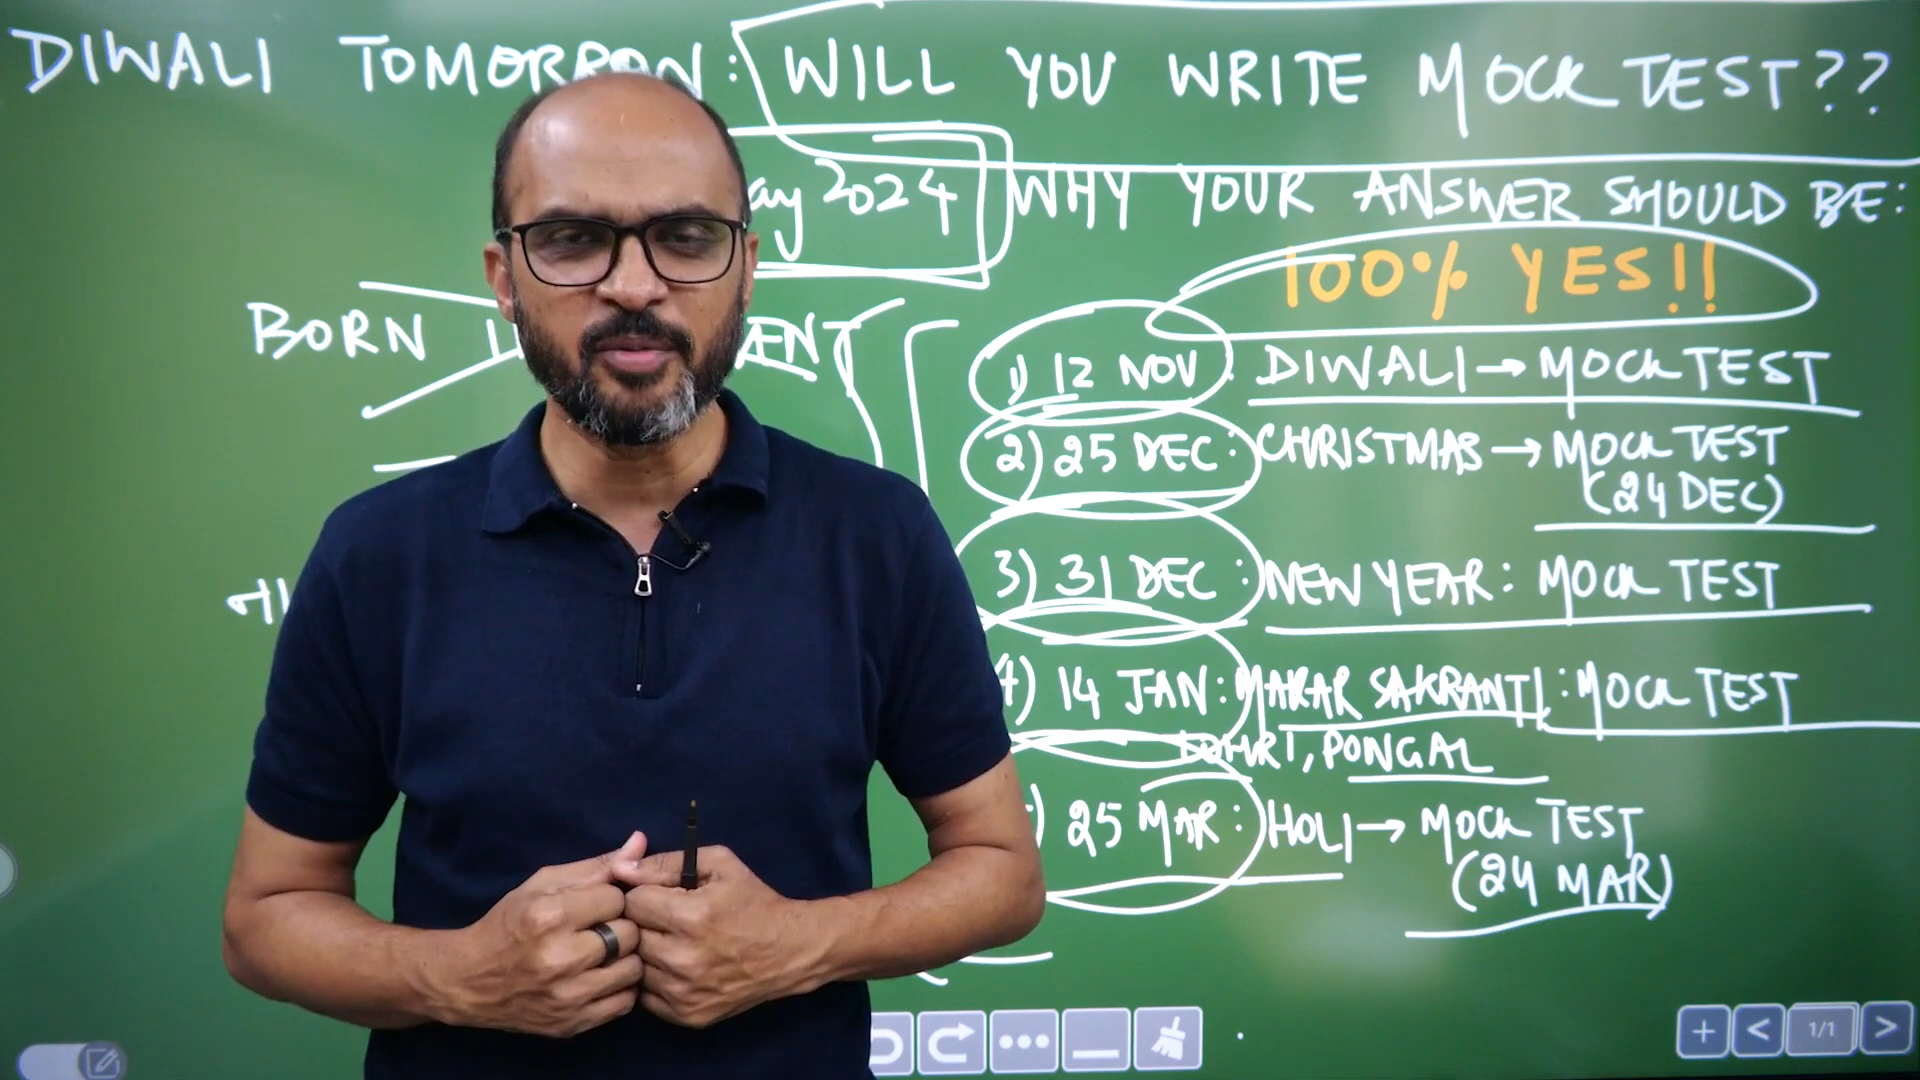 DIWALI TOMORROW: WILL YOU WRITE MOCK TEST??
ay 2024
WHY YOUR ANSWER SHOULD BE:
100% YES!!
BORN
1) 12 NOV: DIWALI → MOCK TEST
2) 25 DEC: CHRISTMAS → MOCK TEST
(24 DEC)
3) 31 DEC: NEW YEAR: MOCK TEST
4) 14 JAN: MAKAR SAKRANTI: MOCK TEST
LOHRI, PONGAL
) 25 MAR: HOLI → MOCK TEST
(24 MAR)
1/1